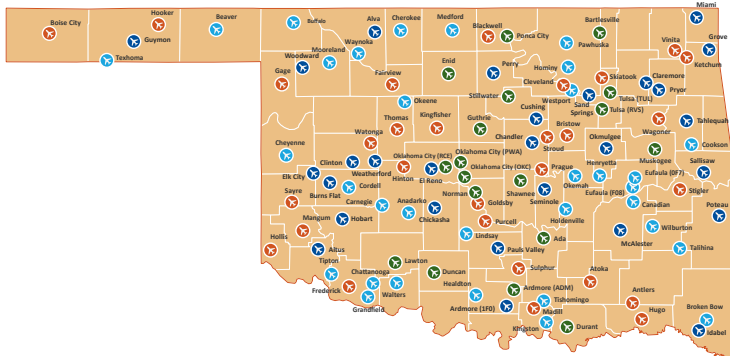 Miami
Hooker
Boise City
Beaver
Buffalo
Alva
Cherokee
Medford
Blackwell
Ponca City
Bartlesville
Guymon
Texhoma
Waynoka
Mooreland
Woodward
Gage
Fairview
Enid
Perry
Pawhuska
Vinita
Grove
Ketchum
Hominy
Cleveland
Skiatook
Claremore
Pryor
Okeene
Stillwater
Westport
Sand
Springs
Tulsa (TUL)
Tulsa (RVS)
Cushing
Thomas
Kingfisher
Guthrie
Bristow
Tahlequah
Wagoner
Watonga
Chandler
Stroud
Okmulgee
Cookson
Cheyenne
Clinton
Weatherford
Oklahoma City (RCE)
Oklahoma City (PWA)
Oklahoma City (OKC)
Hinton
El Reno
Prague
Henryetta
Muskogee
Sallisaw
Elk City
Burns Flat
Cordell
Norman
Shawnee
Seminole
Okemah
Eufaula (0F7)
Eufaula (F08)
Stigler
Sayre
Carnegie
Anadarko
Chickasha
Goldsby
Purcell
Holdenville
Canadian
Poteau
Mangum
Hobart
Hollis
Altus
Lindsay
Pauls Valley
Ada
McAlester
Wilburton
Talihina
Tipton
Chattanooga
Lawton
Duncan
Sulphur
Atoka
Frederick
Grandfield
Walters
Healdton
Ardmore (ADM)
Ardmore (1F0)
Tishomingo
Madill
Kingston
Durant
Antlers
Hugo
Broken Bow
Idabel